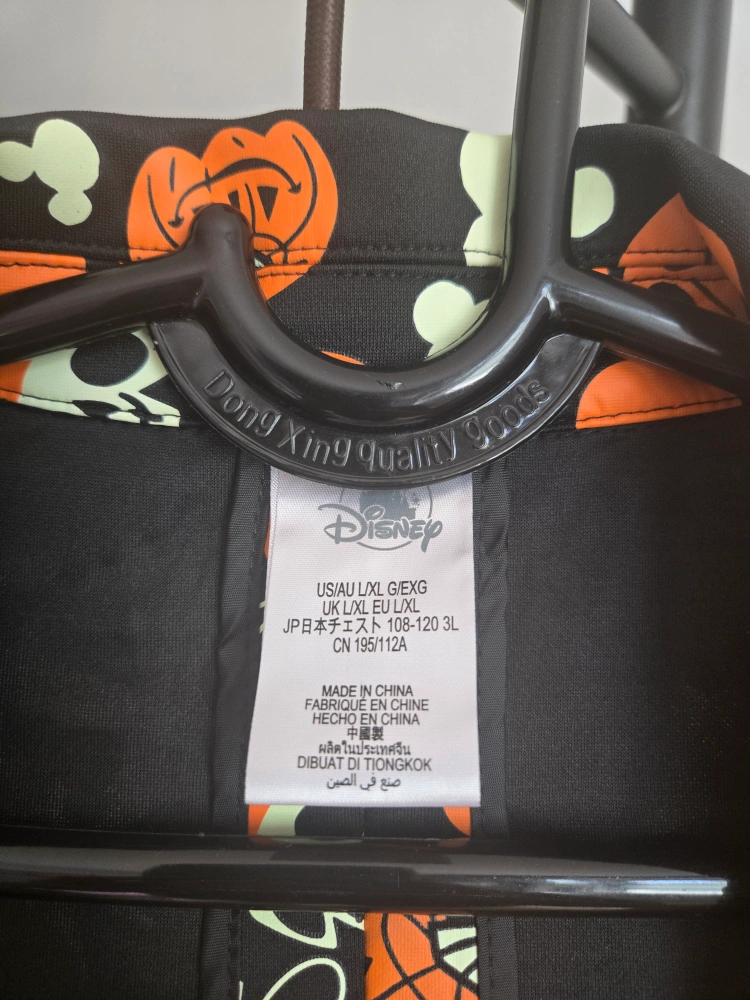 Dong Xing quality goods
Disney
US/AU L/XL G/EXG
UK L/XL EU L/XL
JP日本チェスト 108-120 3L
CN 195/112A
MADE IN CHINA
FABRIQUÉ EN CHINE
HECHO EN CHINA
中國製
ผลิตในประเทศจีน
DIBUAT DI TIONGKOK
صنع في الصين